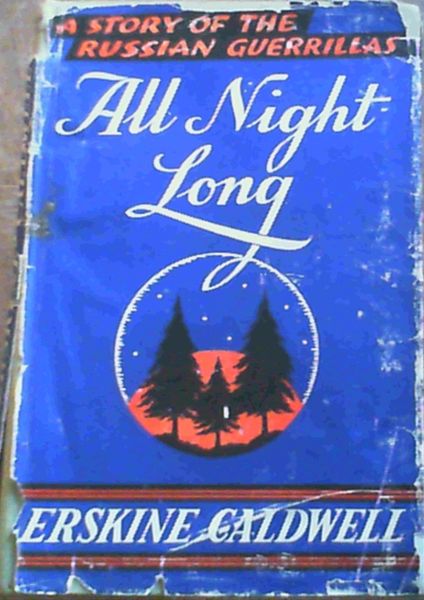 A STORY OF THE
RUSSIAN GUERRILLAS
All Night
Long
ERSKINE CALDWELL